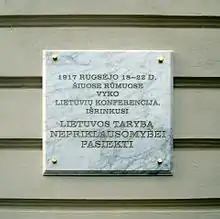 1917 RUGSĖJO 18-22 D.
ŠIUOSE RŪMUOSE
VYKO
LIETUVIŲ KONFERENCIJA,
IŠRINKUSI
LIETUVOS TARYBĄ
NEPRIKLAUSOMYBEI
PASIEKTI